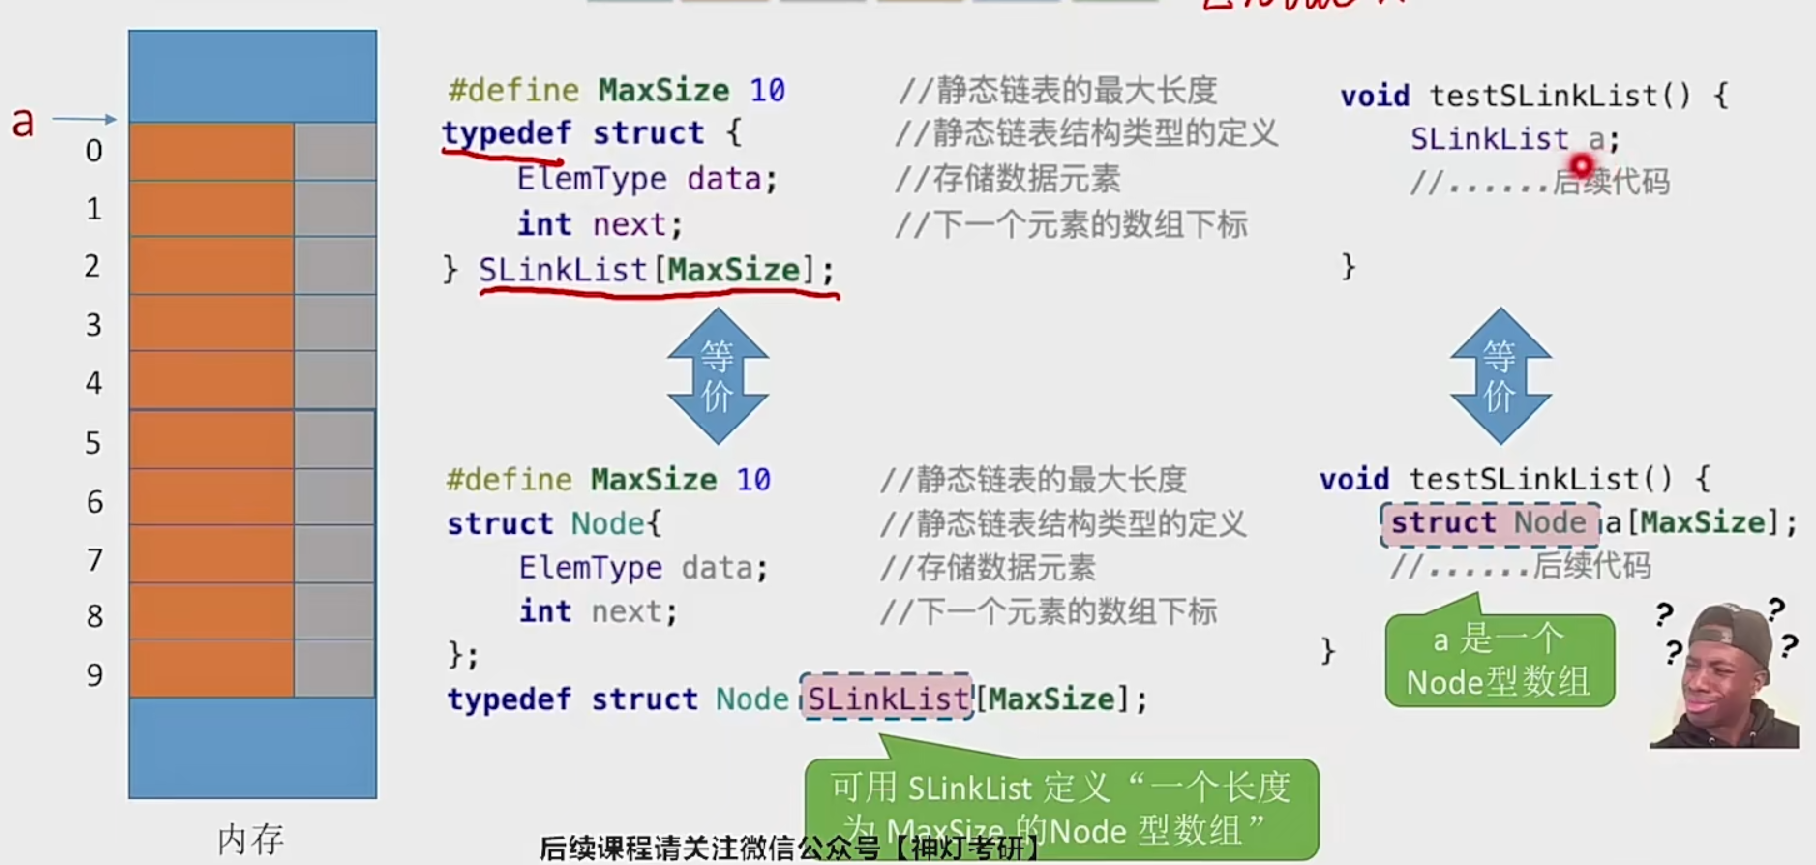 a
0
1
2
3
4
5
6
7
8
9
内存
#define MaxSize 10 //静态链表的最大长度
typedef struct { //静态链表结构类型的定义
ElemType data; //存储数据元素
int next; //下一个元素的数组下标
} SLinkList[MaxSize];
void testSLinkList() {
SLinkList a;
//......后续代码
}
等
价
等
价
#define MaxSize 10 //静态链表的最大长度
struct Node{ //静态链表结构类型的定义
ElemType data; //存储数据元素
int next; //下一个元素的数组下标
};
typedef struct Node SLinkList[MaxSize];
void testSLinkList() {
struct Node a[MaxSize];
//......后续代码
}
a 是一个
Node型数组
? ? ? ?
可用 SLinkList 定义“一个长度
为 MaxSize 的Node 型数组”
后续课程请关注微信公众号【神灯考研】